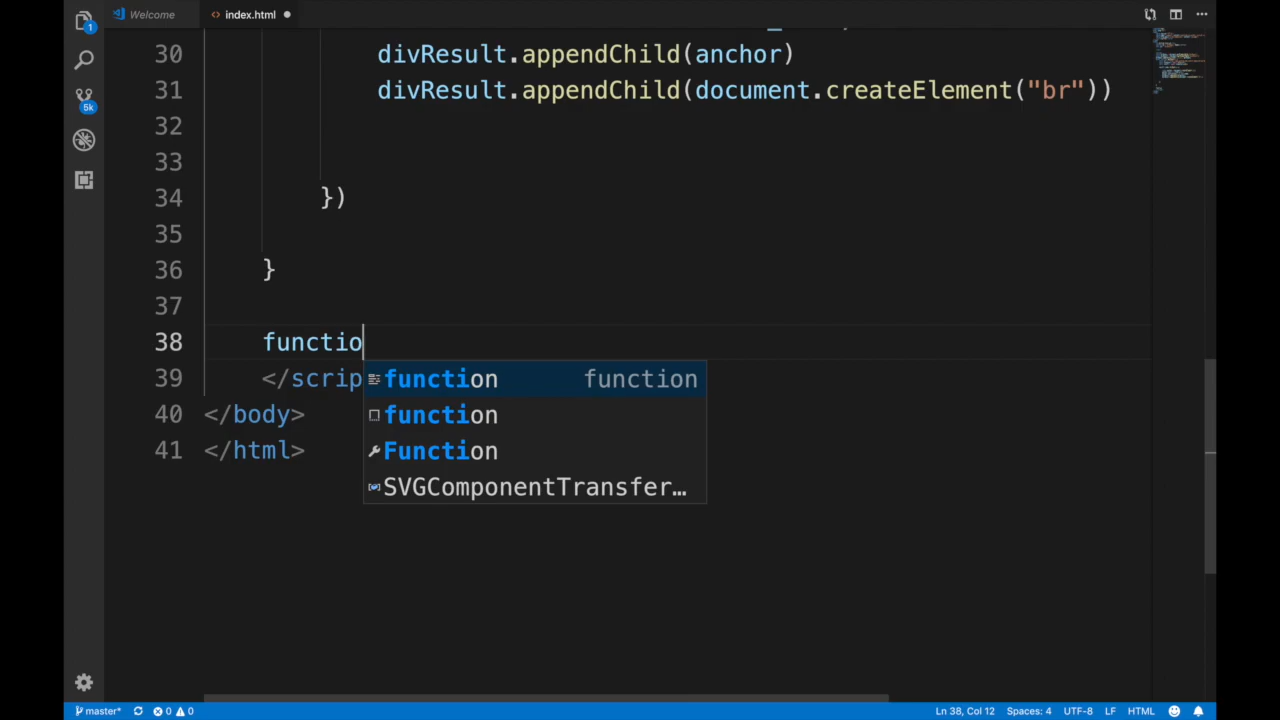 Welcome
index.html
30 divResult.appendChild(anchor)
31 divResult.appendChild(document.createElement("br"))
32
33
34 })
35
36 }
37
38 functio
39 </scrip
function function
function
Function
SVGComponentTransfer…
40 </body>
41 </html>
1
5k
master* 0 0 Ln 38, Col 12 Spaces: 4 UTF-8 LF HTML